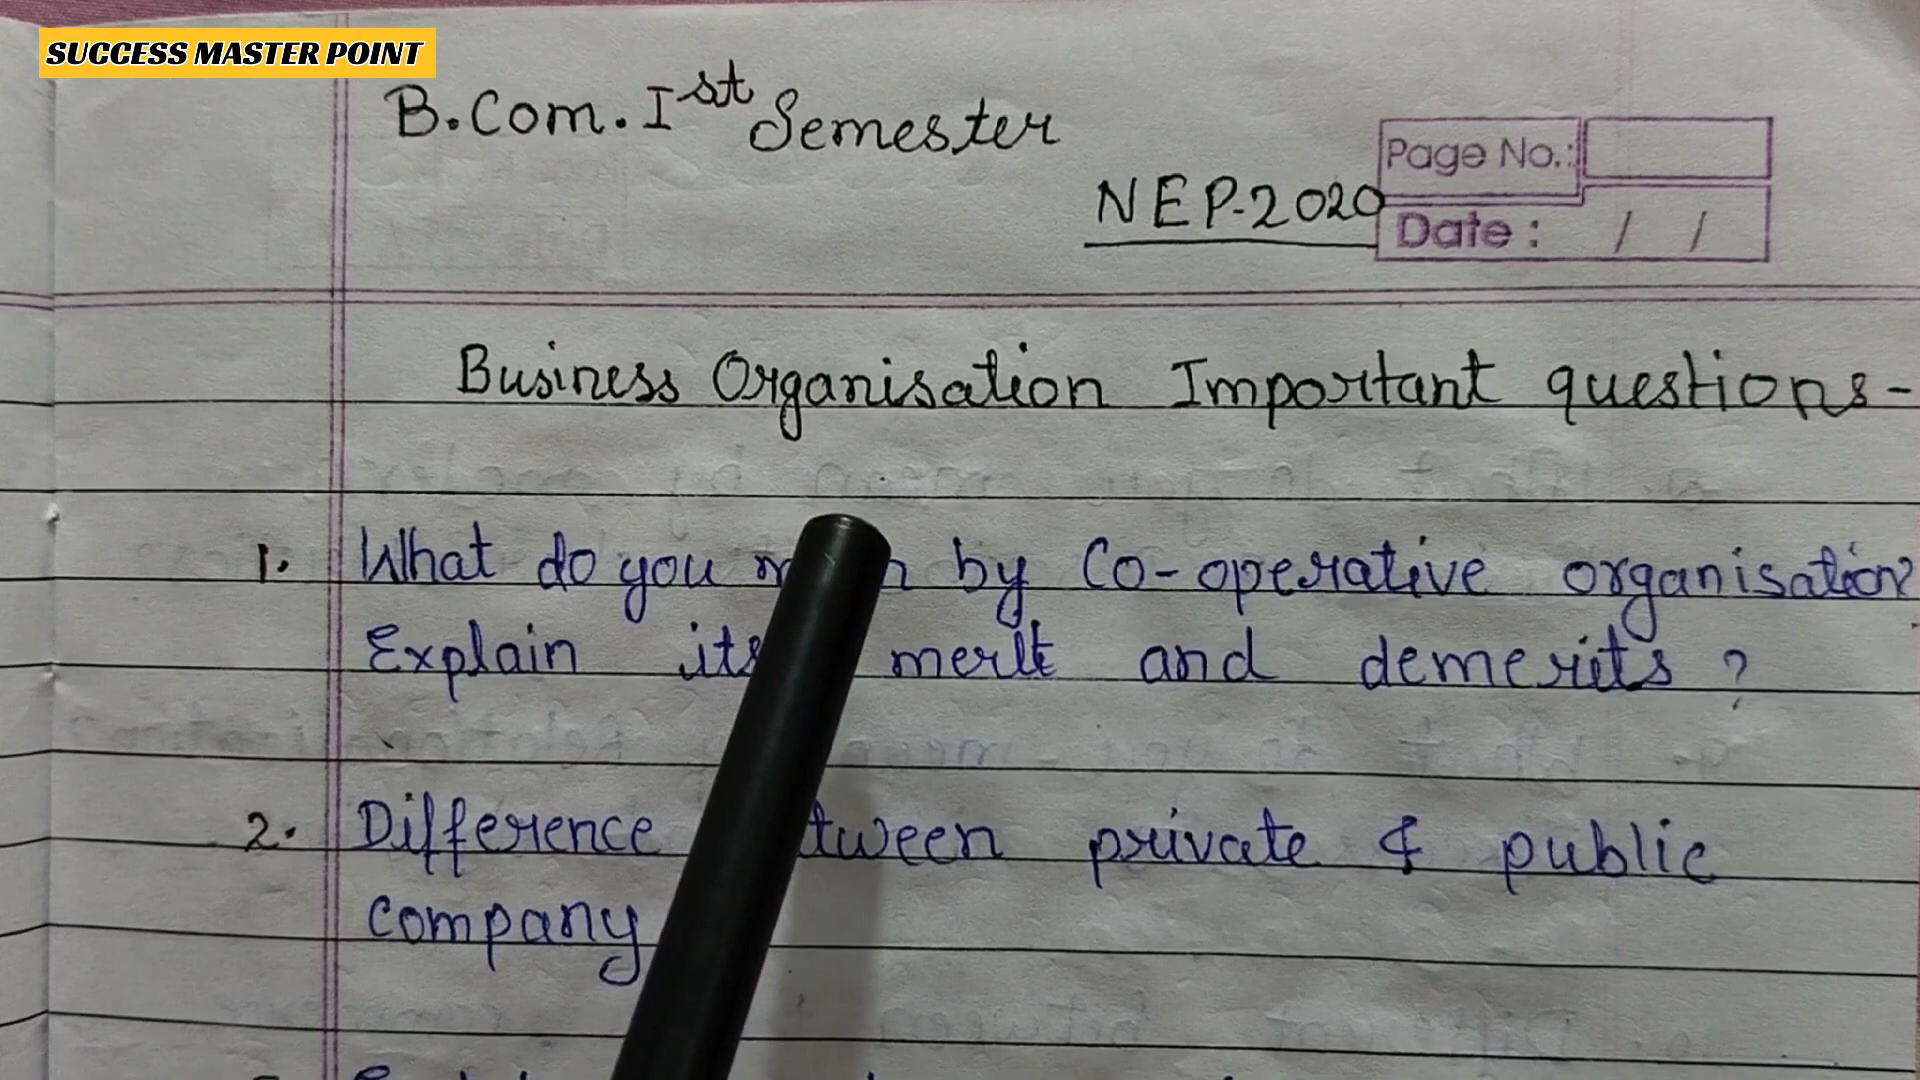 SUCCESS MASTER POINT
B.Com. Ist Semester
NEP-2020
Page No.:
Date : / /
Business Organisation Important questions-
1. What do you by Co-operative organisation?
Explain its merit and demerits ?
2. Difference private & public
company